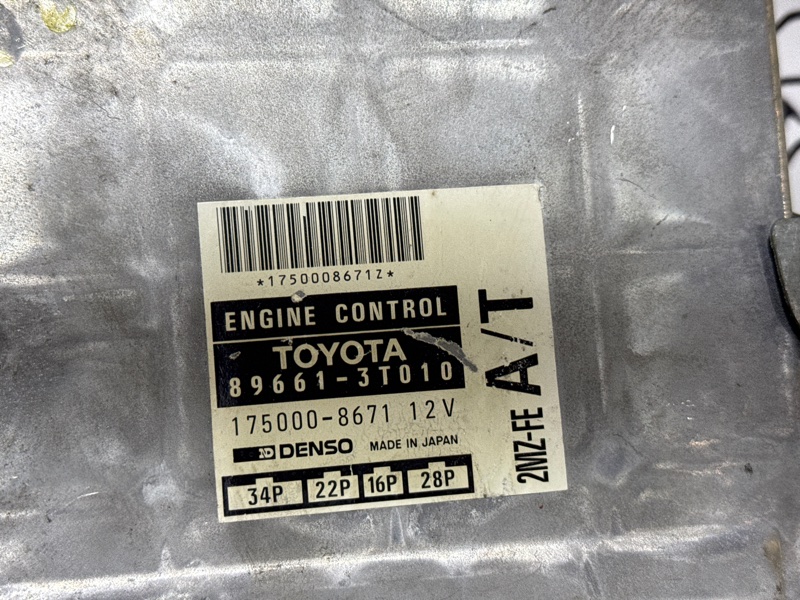 *1750008671Z*
ENGINE CONTROL
TOYOTA
89661-3T010
175000-8671 12V
DENSO MADE IN JAPAN
34P 22P 16P 28P
2MZ-FE A/T